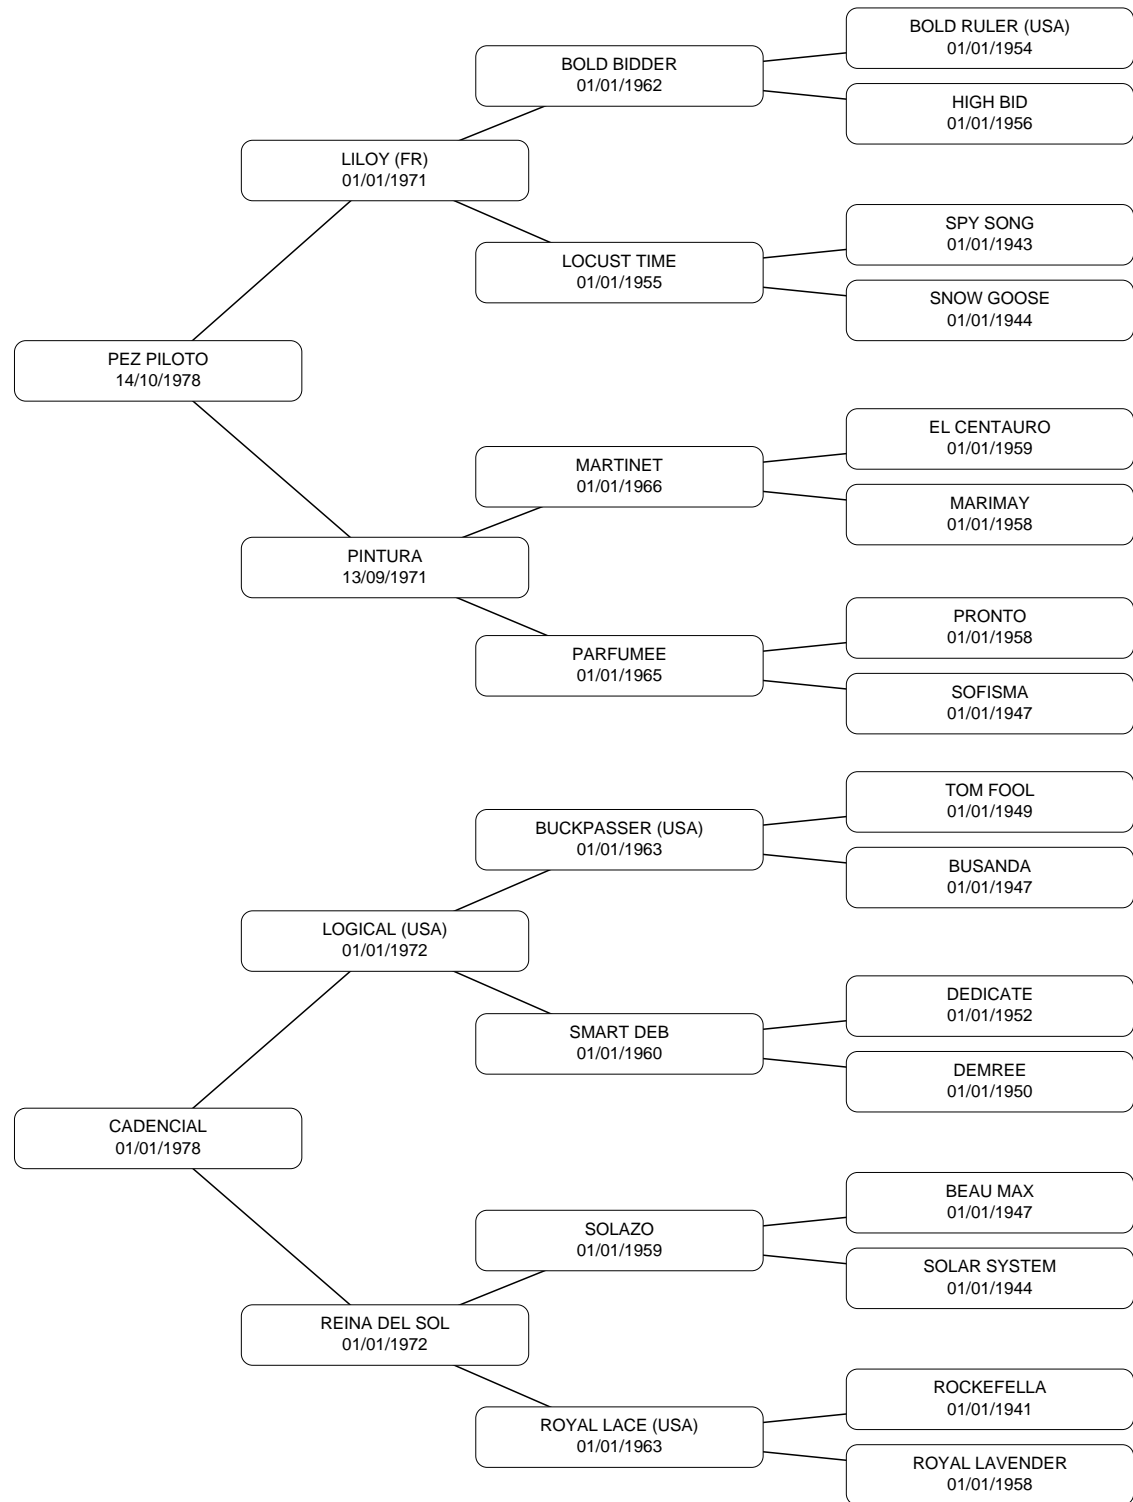 BOLD RULER (USA)
01/01/1954
BOLD BIDDER
01/01/1962
HIGH BID
01/01/1956
LILOY (FR)
01/01/1971
SPY SONG
01/01/1943
LOCUST TIME
01/01/1955
SNOW GOOSE
01/01/1944
PEZ PILOTO
14/10/1978
EL CENTAURO
01/01/1959
MARTINET
01/01/1966
MARIMAY
01/01/1958
PINTURA
13/09/1971
PRONTO
01/01/1958
PARFUMEE
01/01/1965
SOFISMA
01/01/1947
TOM FOOL
01/01/1949
BUCKPASSER (USA)
01/01/1963
BUSANDA
01/01/1947
LOGICAL (USA)
01/01/1972
DEDICATE
01/01/1952
SMART DEB
01/01/1960
DEMREE
01/01/1950
CADENCIAL
01/01/1978
BEAU MAX
01/01/1947
SOLAZO
01/01/1959
SOLAR SYSTEM
01/01/1944
REINA DEL SOL
01/01/1972
ROCKEFELLA
01/01/1941
ROYAL LACE (USA)
01/01/1963
ROYAL LAVENDER
01/01/1958